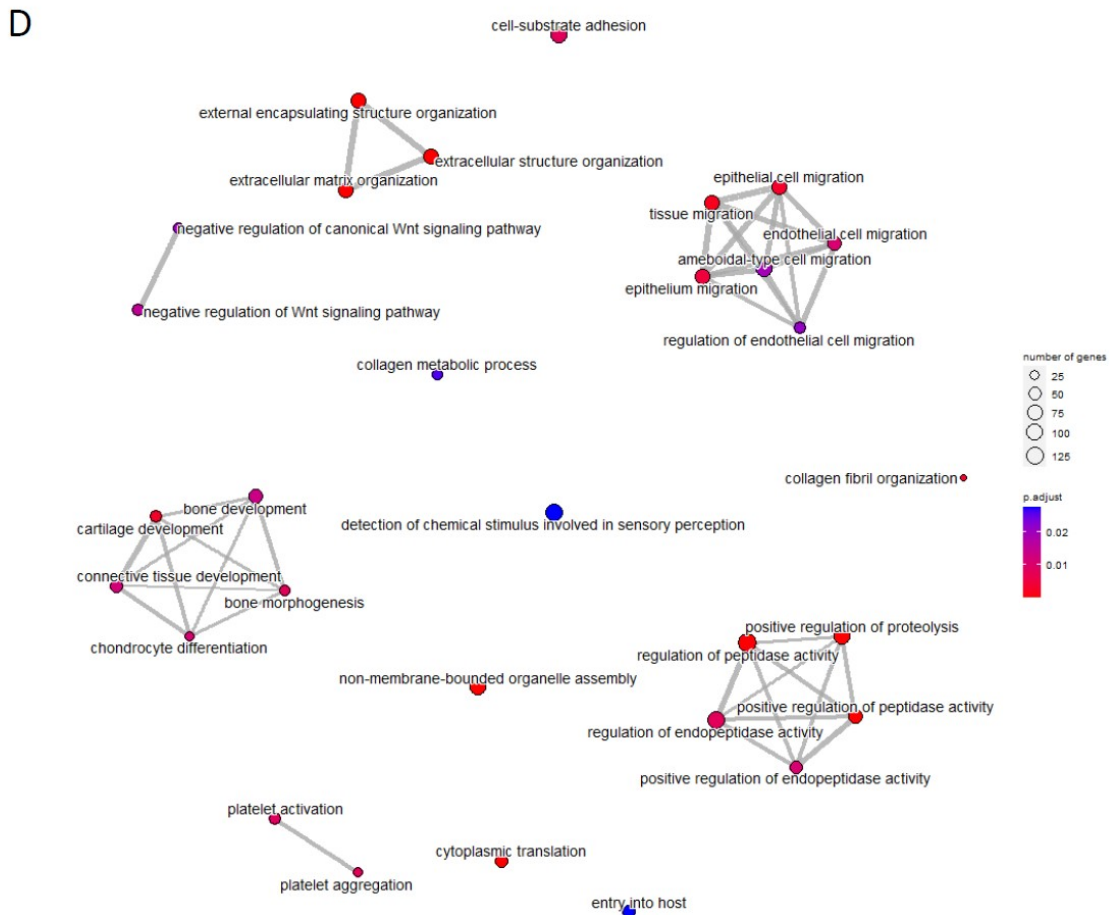 D
cell-substrate adhesion
external encapsulating structure organization
extracellular structure organization
extracellular matrix organization
epithelial cell migration
tissue migration
negative regulation of canonical Wnt signaling pathway
endothelial cell migration
ameboidal-type cell migration
epithelium migration
negative regulation of Wnt signaling pathway
regulation of endothelial cell migration
collagen metabolic process
number of genes
25
50
75
100
125
collagen fibril organization
p.adjust
0.02
0.01
bone development
cartilage development
detection of chemical stimulus involved in sensory perception
connective tissue development
bone morphogenesis
chondrocyte differentiation
positive regulation of proteolysis
regulation of peptidase activity
non-membrane-bounded organelle assembly
positive regulation of peptidase activity
regulation of endopeptidase activity
positive regulation of endopeptidase activity
platelet activation
cytoplasmic translation
platelet aggregation
entry into host